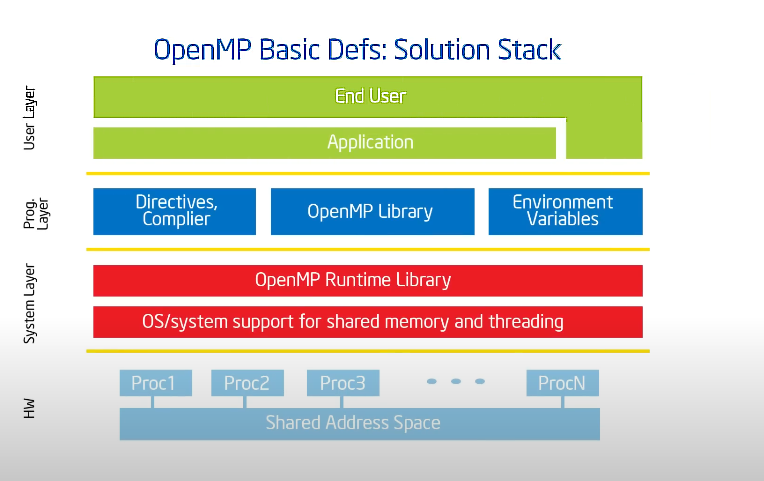 OpenMP Basic Defs: Solution Stack
User Layer
End User
Application
Prog.
Layer
Directives,
Complier
OpenMP Library
Environment
Variables
System Layer
OpenMP Runtime Library
OS/system support for shared memory and threading
HW
Proc1
Proc2
Proc3
• • •
ProcN
Shared Address Space